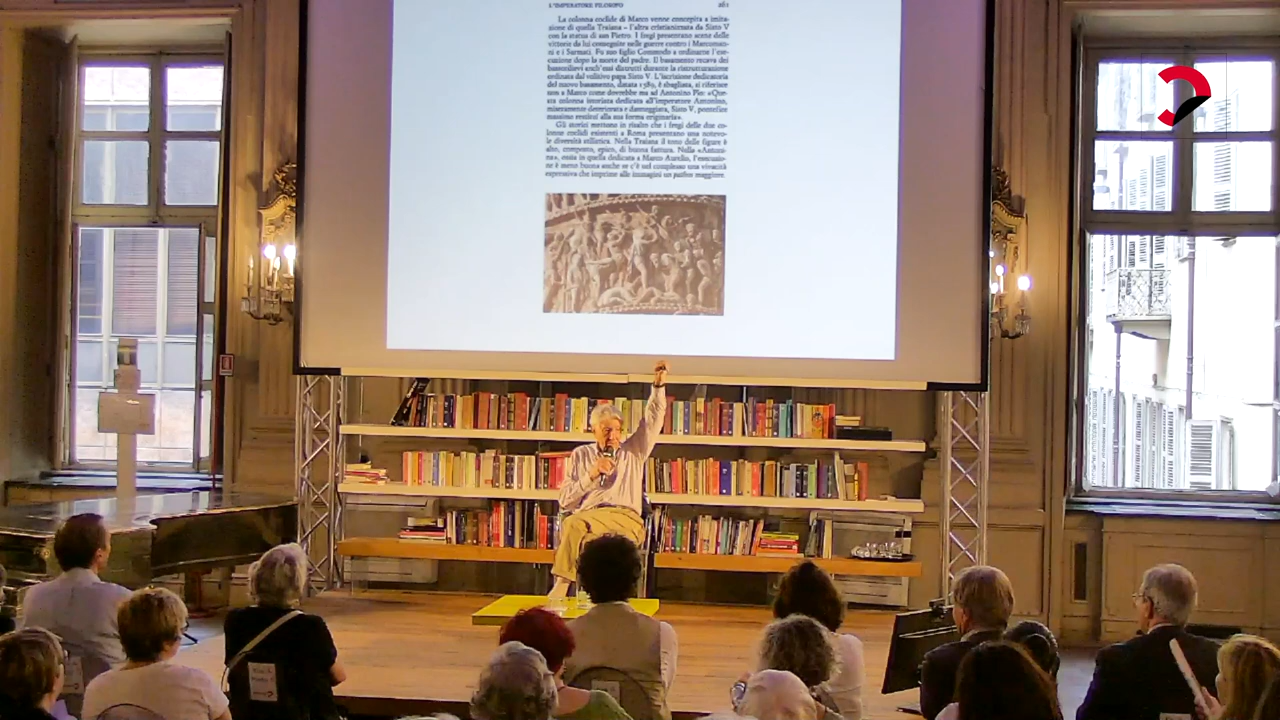 L'IMPERATORE FILOSOFO 261
La colonna coclide di Marco venne concepita a imita-
zione di quella Traiana – l'altra cristianizzata da Sisto V
con la statua di san Pietro. I fregi presentano scene delle
vittorie da lui conseguite nelle guerre contro i Marcoman-
ni e i Sarmati. Fu suo figlio Commodo a ordinarne l'ese-
cuzione dopo la morte del padre. Il basamento recava dei
bassorilievi anch'essi distrutti durante la ristrutturazione
ordinata dal volitivo papa Sisto V. L'iscrizione dedicatoria
del nuovo basamento, datata 1589, è sbagliata, si riferisce
non a Marco come dovrebbe ma ad Antonino Pio: «Que-
sta colonna istoriata dedicata all'imperatore Antonino,
miseramente deteriorata e danneggiata, Sisto V, pontefice
massimo restituì alla sua forma originaria».
Gli storici mettono in risalto che i fregi delle due co-
lonne coclidi esistenti a Roma presentano una notevo-
le diversità stilistica. Nella Traiana il tono delle figure è
alto, composto, epico, di buona fattura. Nella «Antoni-
na», ossia in quella dedicata a Marco Aurelio, l'esecuzio-
ne è meno buona anche se c'è nel complesso una vivacità
espressiva che imprime alle immagini un pathos maggiore.